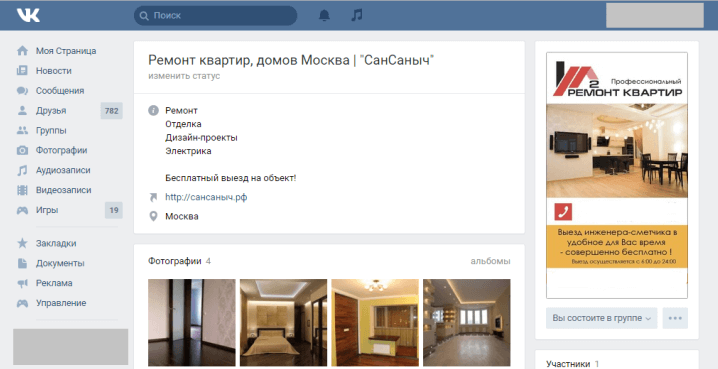 Поиск
Моя Страница
Новости
Сообщения
Друзья 782
Группы
Фотографии
Аудиозаписи
Видеозаписи
Игры 19
Закладки
Документы
Реклама
Управление
Ремонт квартир, домов Москва | "СанСаныч"
изменить статус
Ремонт
Отделка
Дизайн-проекты
Электрика
Бесплатный выезд на объект!
http://сансаныч.рф
Москва
Фотографии 4 альбомы
2 Профессиональный
РЕМОНТ КВАРТИР
Выезд инженера-сметчика в
удобное для Вас время
- совершенно бесплатно !
Выезд осуществляется с 6:00 до 24:00
Вы состоите в группе
Участники 1